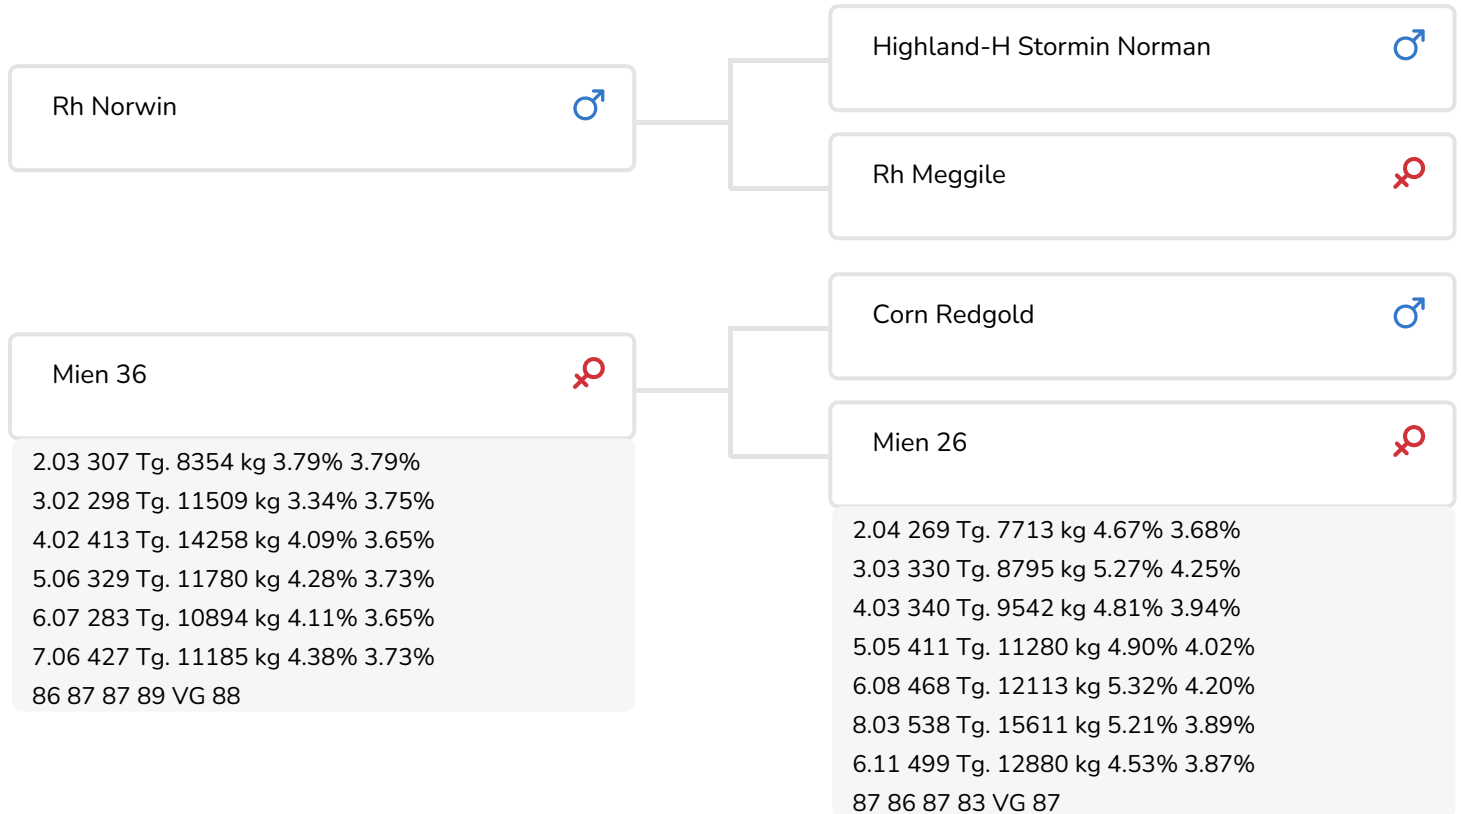 Highland-H Stormin Norman
Rh Norwin
Rh Meggile
Corn Redgold
Mien 36
Mien 26
2.03 307 Tg. 8354 kg 3.79% 3.79%
3.02 298 Tg. 11509 kg 3.34% 3.75%
4.02 413 Tg. 14258 kg 4.09% 3.65%
5.06 329 Tg. 11780 kg 4.28% 3.73%
6.07 283 Tg. 10894 kg 4.11% 3.65%
7.06 427 Tg. 11185 kg 4.38% 3.73%
86 87 87 89 VG 88
2.04 269 Tg. 7713 kg 4.67% 3.68%
3.03 330 Tg. 8795 kg 5.27% 4.25%
4.03 340 Tg. 9542 kg 4.81% 3.94%
5.05 411 Tg. 11280 kg 4.90% 4.02%
6.08 468 Tg. 12113 kg 5.32% 4.20%
8.03 538 Tg. 15611 kg 5.21% 3.89%
6.11 499 Tg. 12880 kg 4.53% 3.87%
87 86 87 83 VG 87